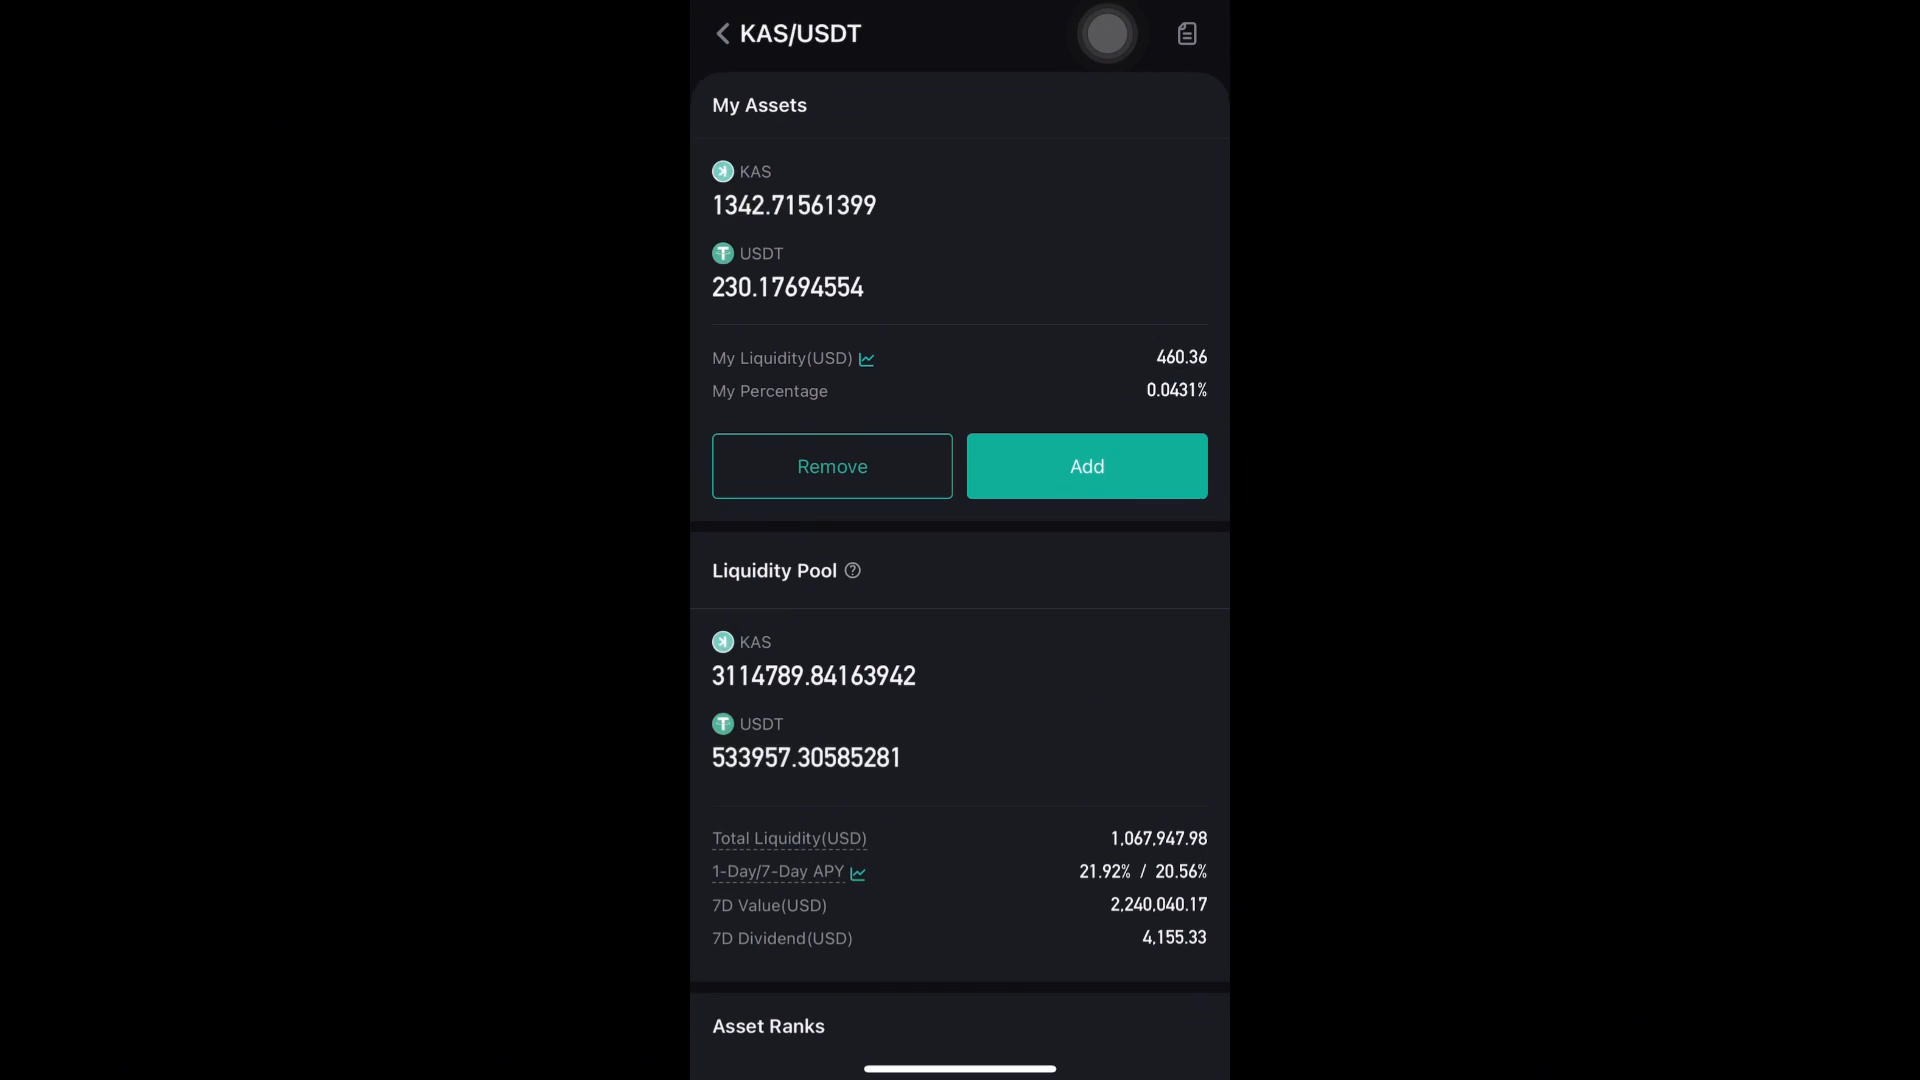 KAS/USDT
My Assets
KAS
1342.71561399
USDT
230.17694554
My Liquidity(USD) 460.36
My Percentage 0.0431%
Remove Add
Liquidity Pool
KAS
3114789.84163942
USDT
533957.30585281
Total Liquidity(USD) 1,067,947.98
1-Day/7-Day APY 21.92% / 20.56%
7D Value(USD) 2,240,040.17
7D Dividend(USD) 4,155.33
Asset Ranks